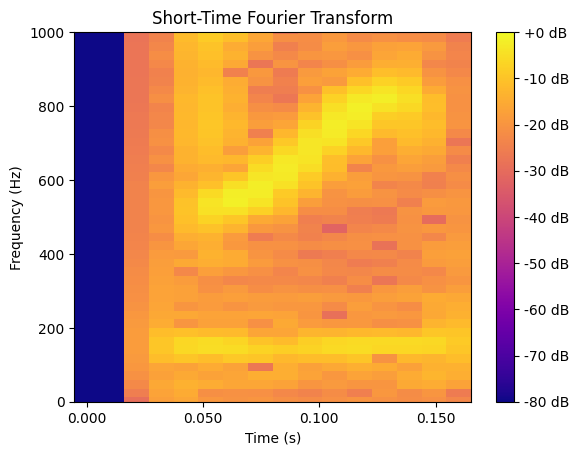 Short-Time Fourier Transform
1000
800
600
400
200
0
Frequency (Hz)
0.000
0.050
0.100
0.150
Time (s)
+0 dB
-10 dB
-20 dB
-30 dB
-40 dB
-50 dB
-60 dB
-70 dB
-80 dB